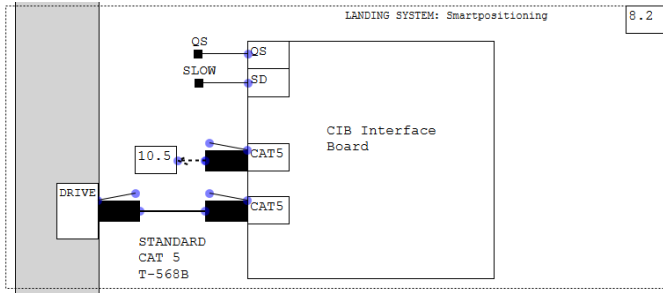 LANDING SYSTEM: Smartpositioning
8.2
QS
QS
SLOW
SD
CIB Interface
Board
10.5
CAT5
DRIVE
CAT5
STANDARD
CAT 5
T-568B